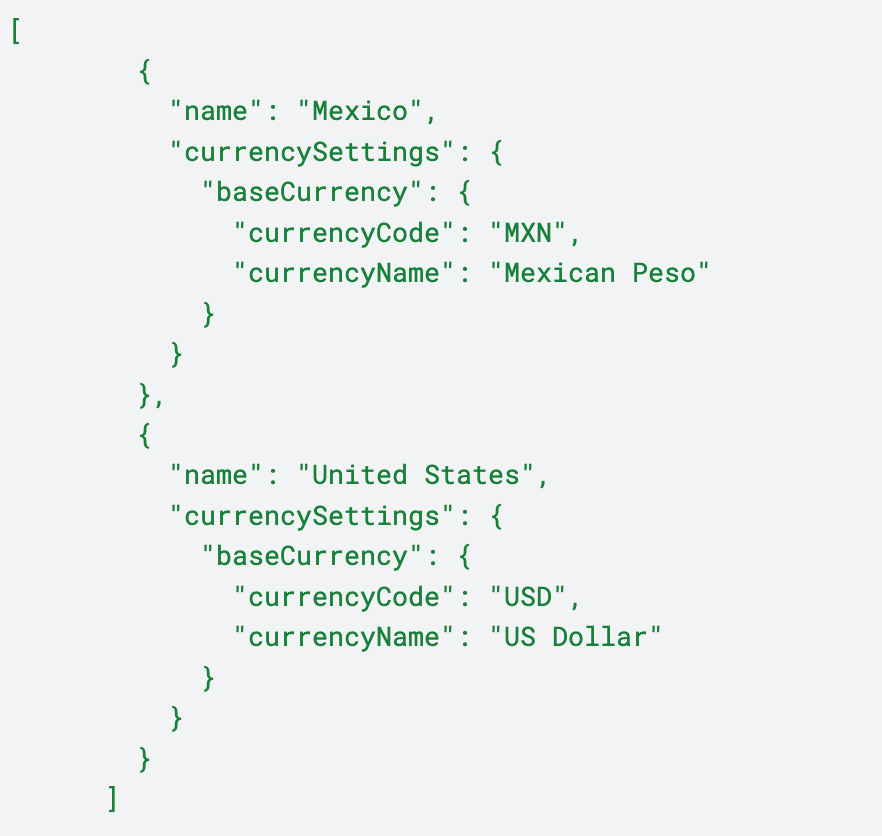 [
        {
          "name": "Mexico",
          "currencySettings": {
            "baseCurrency": {
              "currencyCode": "MXN",
              "currencyName": "Mexican Peso"
            }
          }
        },
        {
          "name": "United States",
          "currencySettings": {
            "baseCurrency": {
              "currencyCode": "USD",
              "currencyName": "US Dollar"
            }
          }
        }
      ]